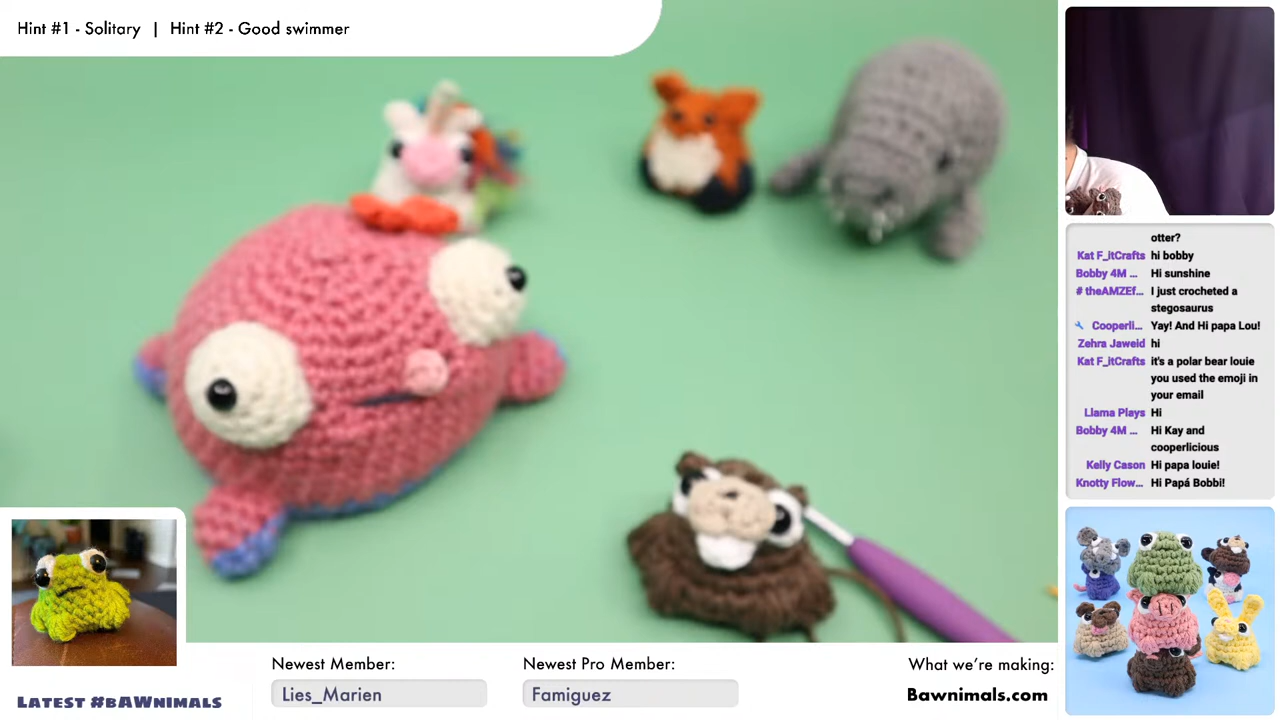 Hint #1 - Solitary | Hint #2 - Good swimmer
otter?
Kat F_itCrafts hi bobby
Bobby 4M ... Hi sunshine
# theAMZEf... I just crocheted a
stegosaurus
Cooperli... Yay! And Hi papa Lou!
Zehra Jaweid hi
Kat F_itCrafts it's a polar bear louie
you used the emoji in
your email
Llama Plays Hi
Bobby 4M ... Hi Kay and
cooperlicious
Kelly Cason Hi papa louie!
Knotty Flow... Hi Papá Bobbi!
Newest Member:
Lies_Marien
Newest Pro Member:
Famiguez
What we're making:
Bawnimals.com
LATEST #BAWNIMALS